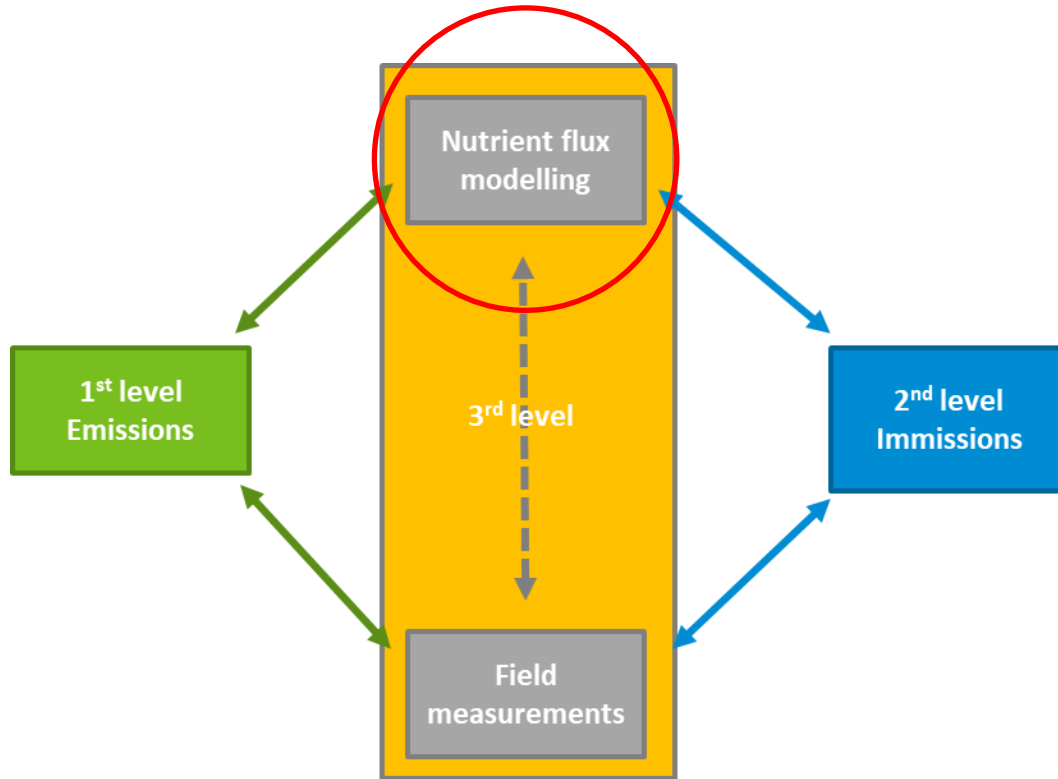 Nutrient flux
modelling
1st level
Emissions
3rd level
2nd level
Immissions
Field
measurements